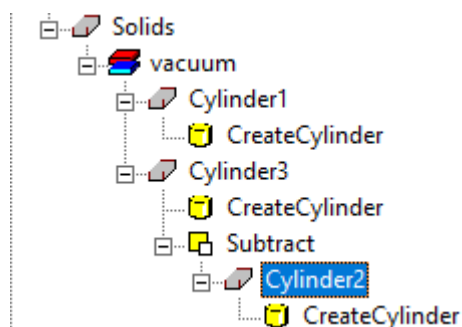 Solids
vacuum
Cylinder1
CreateCylinder
Cylinder3
CreateCylinder
Subtract
Cylinder2
CreateCylinder